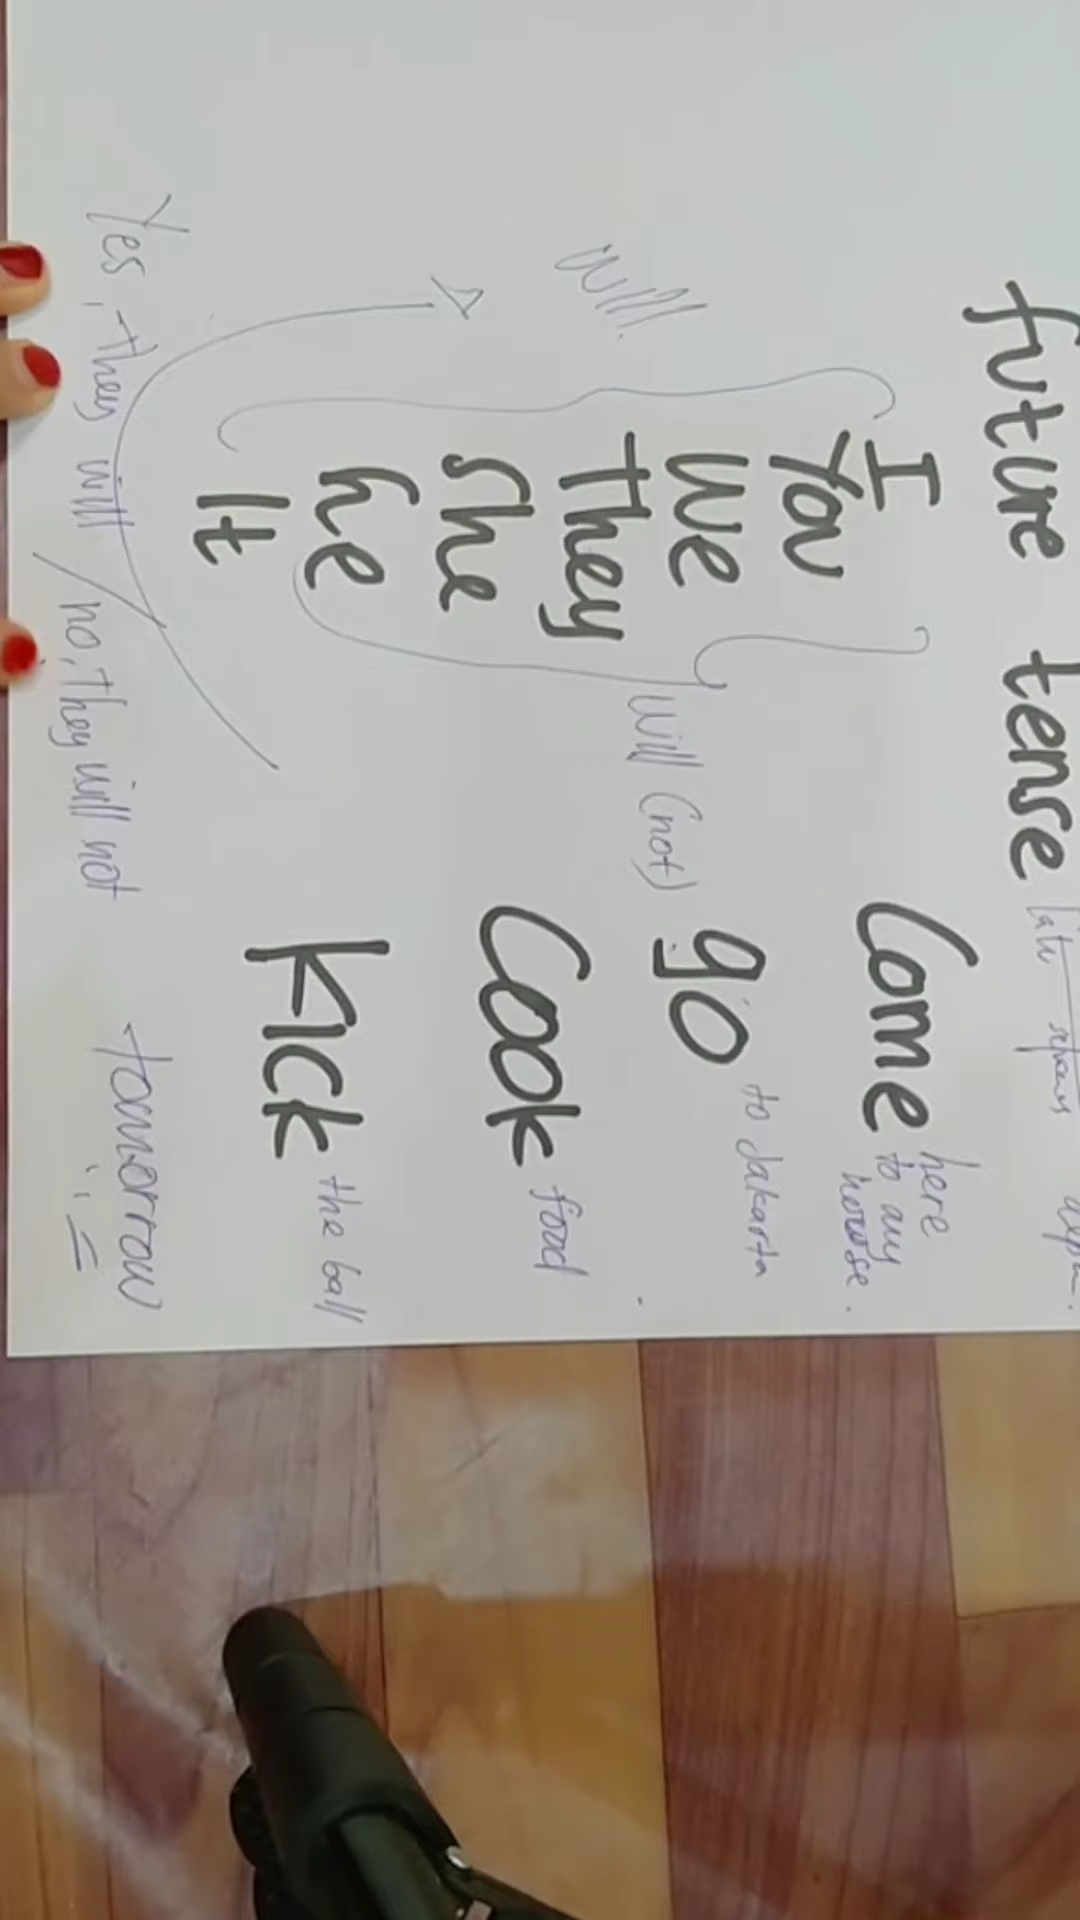 future tense
I
You
we
They
she
he
It
will
will (not)
Come here
to any
house.
go to Jakarta
Cook food
Kick the ball
Yes, they will / no, they will not
tomorrow